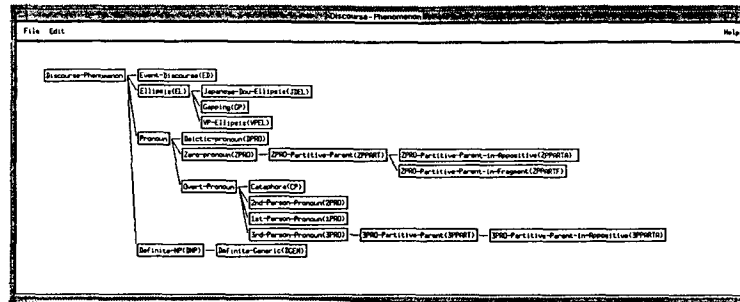 Discourse-Phenomenon
File Edit Help
Discourse-Phenomenon
Event-Discourse(ED)
Ellipsis(EL)
Japanese-Dou-Ellipsis(JDEL)
Gapping(GP)
VP-Ellipsis(VPEL)
Pronoun
Deictic-pronoun(DPRO)
Zero-pronoun(ZPRO)
ZPRO-Partitive-Parent(ZPPART)
ZPRO-Partitive-Parent-in-Appositive(ZPPARTA)
ZPRO-Partitive-Parent-in-Fragment(ZPPARTF)
Overt-Pronoun
Cataphora(CP)
2nd-Person-Pronoun(2PRO)
1st-Person-Pronoun(1PRO)
3rd-Person-Pronoun(3PRO)
3PRO-Partitive-Parent(3PPART)
3PRO-Partitive-Parent-in-Appositive(3PPARTA)
Definite-NP(DNP)
Definite-Generic(DGEN)